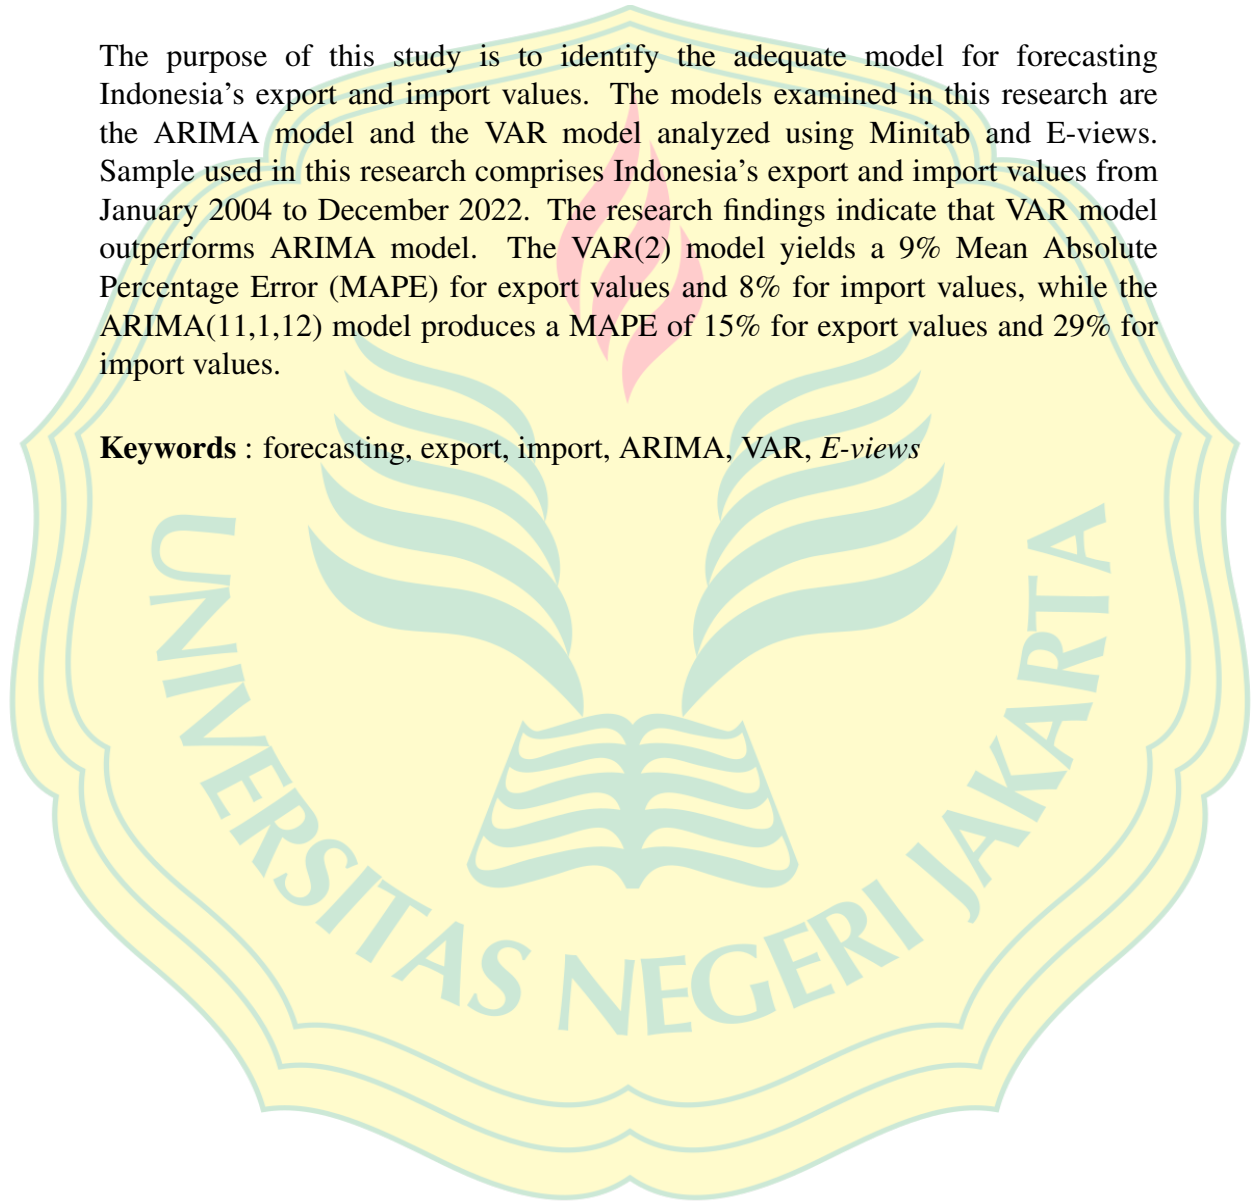 The purpose of this study is to identify the adequate model for forecasting
Indonesia's export and import values. The models examined in this research are
the ARIMA model and the VAR model analyzed using Minitab and E-views.
Sample used in this research comprises Indonesia's export and import values from
January 2004 to December 2022. The research findings indicate that VAR model
outperforms ARIMA model. The VAR(2) model yields a 9% Mean Absolute
Percentage Error (MAPE) for export values and 8% for import values, while the
ARIMA(11,1,12) model produces a MAPE of 15% for export values and 29% for
import values.
Keywords : forecasting, export, import, ARIMA, VAR, E-views
UNIVERSITAS NEGERI JAKARTA